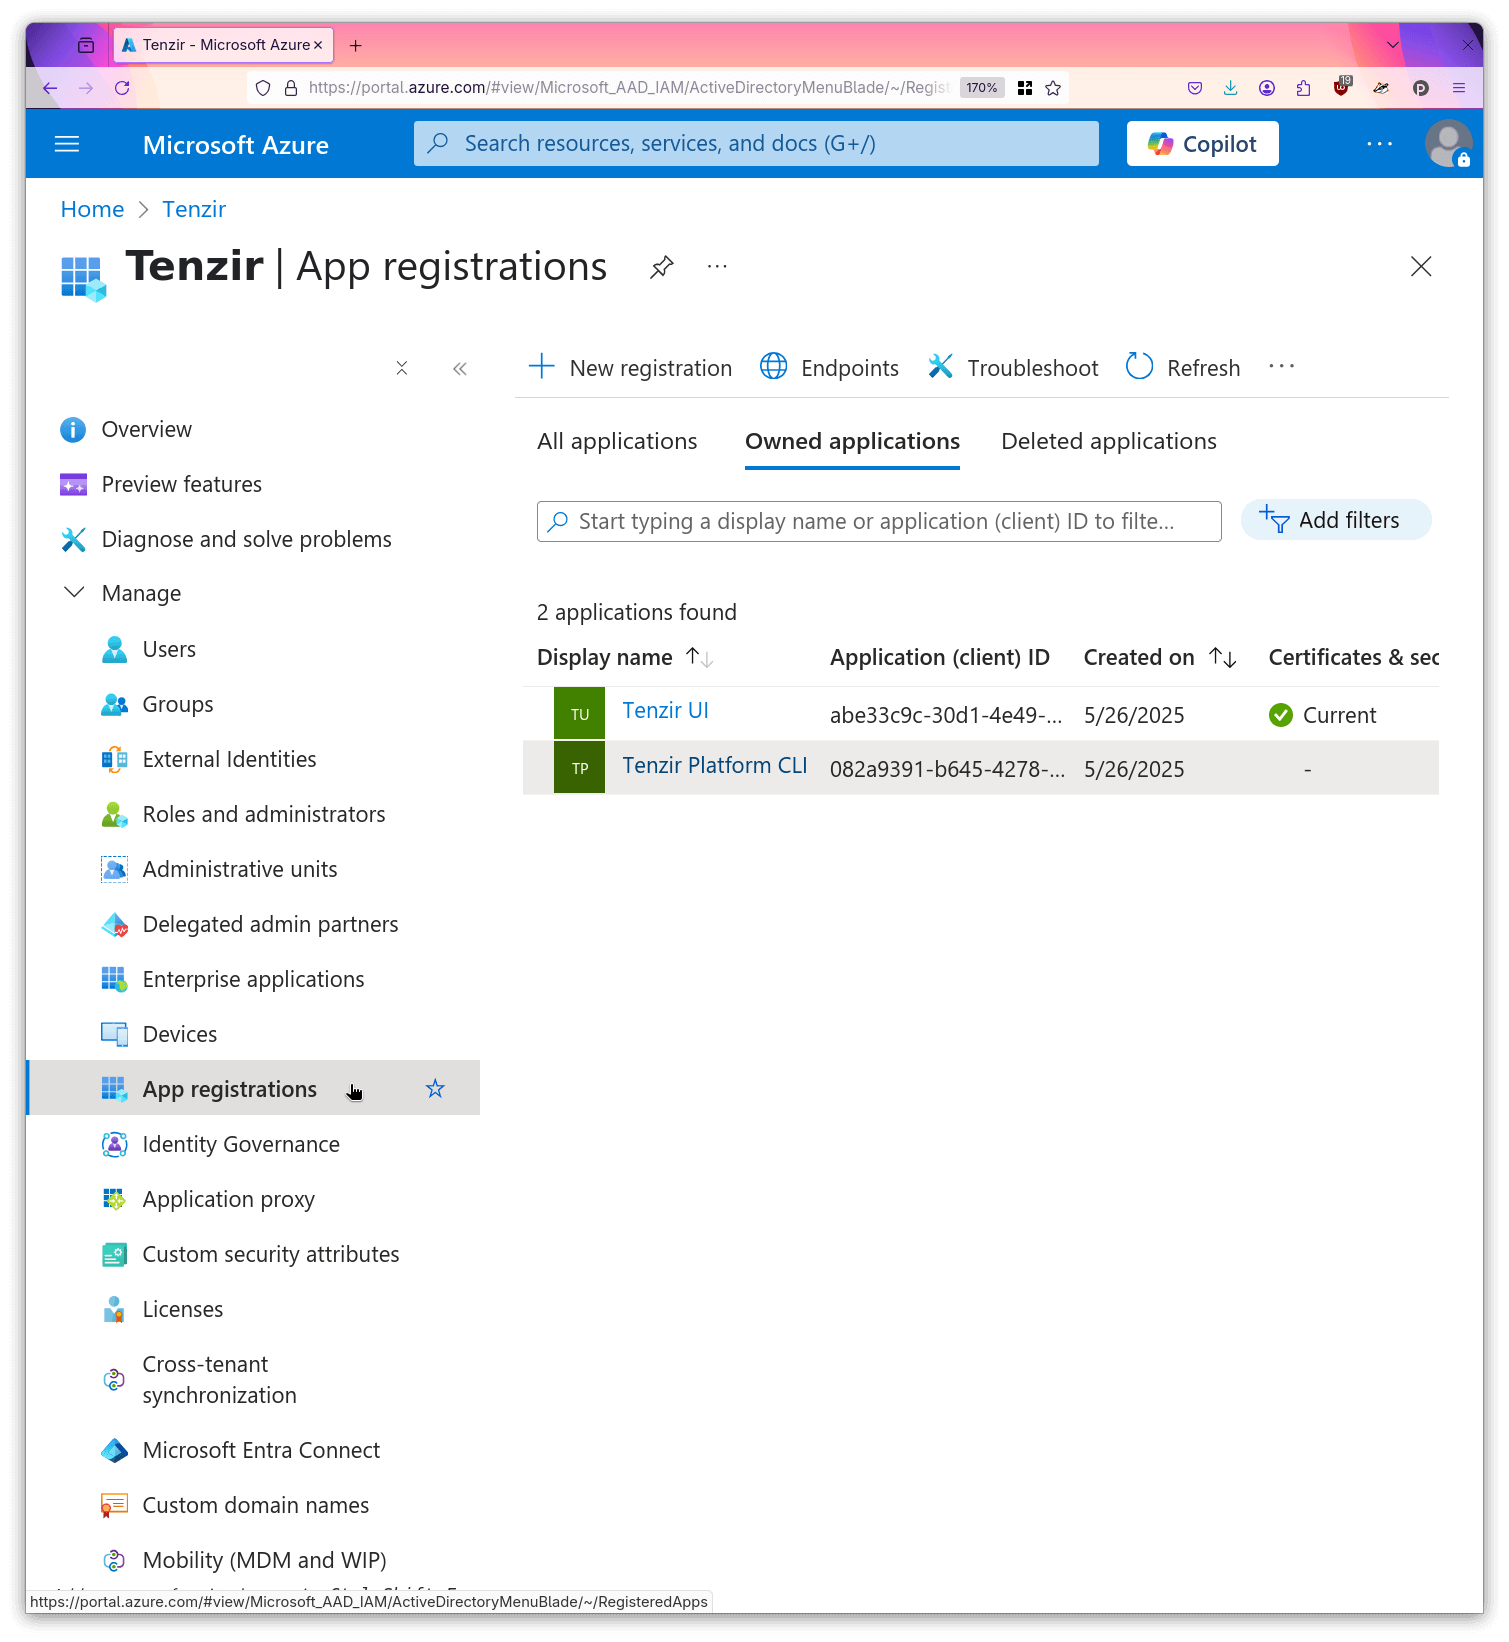 Tenzir - Microsoft Azure
https://portal.azure.com/#view/Microsoft_AAD_IAM/ActiveDirectoryMenuBlade/~/Regist
170%
19
Microsoft Azure
Search resources, services, and docs (G+/)
Copilot
Home > Tenzir
Tenzir | App registrations
New registration
Endpoints
Troubleshoot
Refresh
Overview
Preview features
Diagnose and solve problems
Manage
Users
Groups
External Identities
Roles and administrators
Administrative units
Delegated admin partners
Enterprise applications
Devices
App registrations
Identity Governance
Application proxy
Custom security attributes
Licenses
Cross-tenant
synchronization
Microsoft Entra Connect
Custom domain names
Mobility (MDM and WIP)
All applications
Owned applications
Deleted applications
Start typing a display name or application (client) ID to filte...
Add filters
2 applications found
Display name
Application (client) ID
Created on
Certificates & sec
TU Tenzir UI abe33c9c-30d1-4e49-... 5/26/2025 Current
TP Tenzir Platform CLI 082a9391-b645-4278-... 5/26/2025 -
https://portal.azure.com/#view/Microsoft_AAD_IAM/ActiveDirectoryMenuBlade/~/RegisteredApps